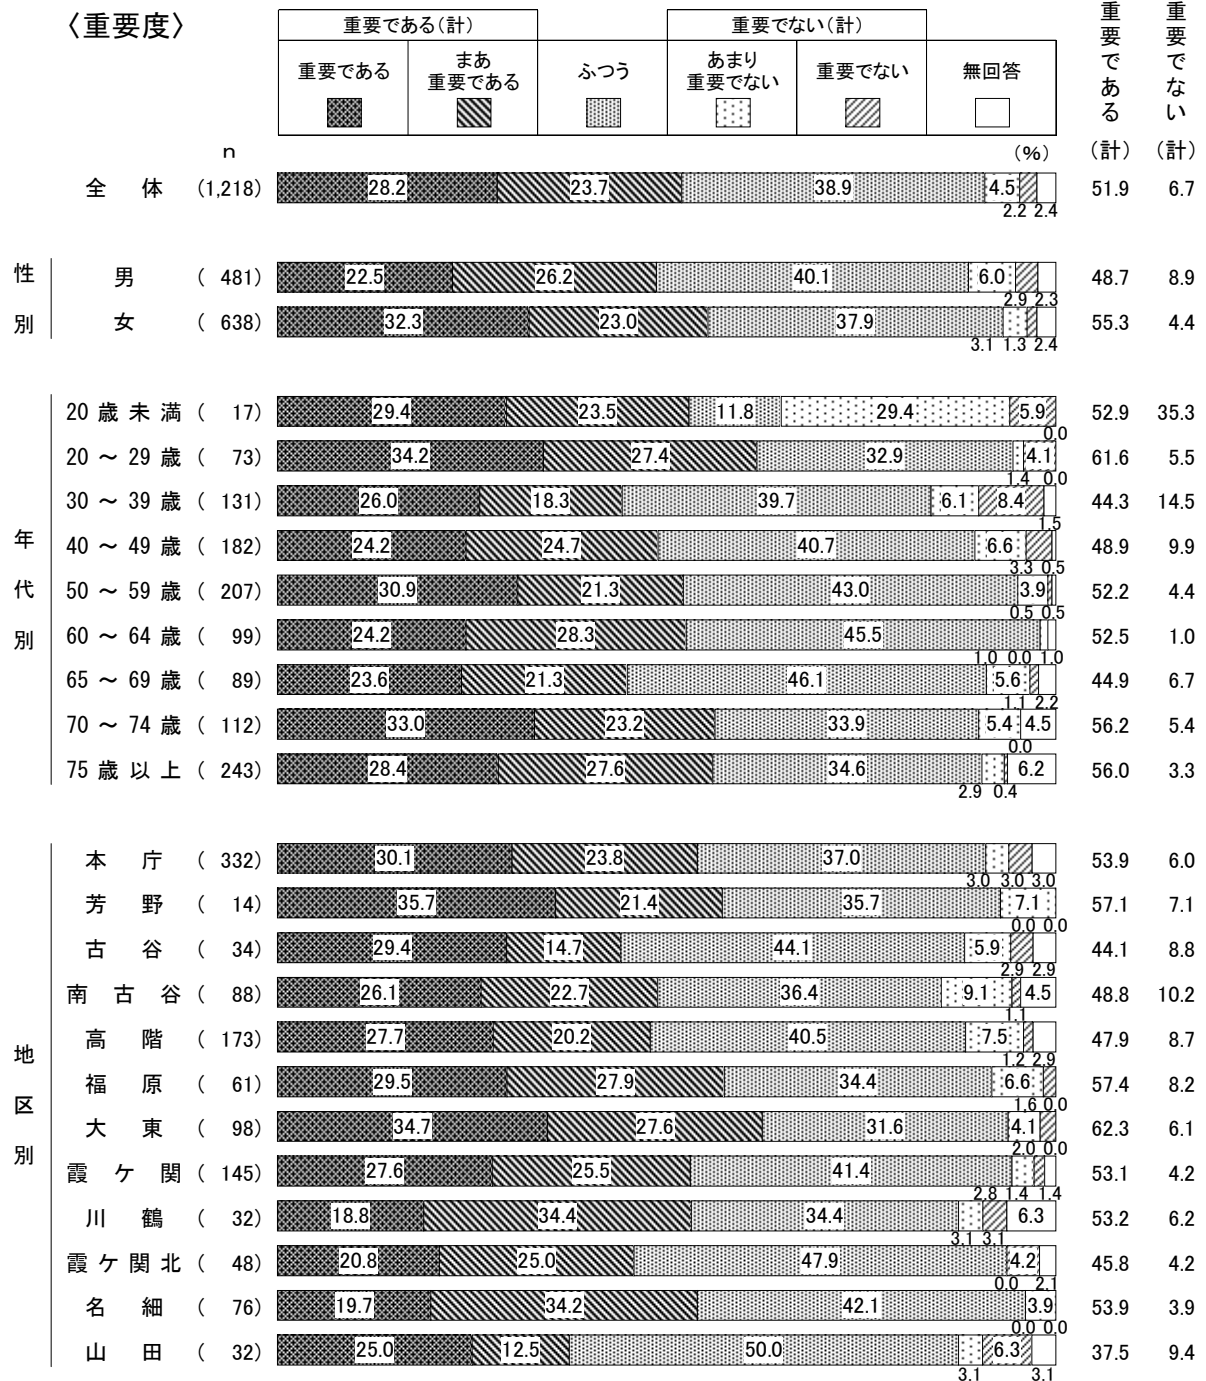 〈重要度〉
重要である(計)
重要でない(計)
重要である
まあ
重要である
ふつう
あまり
重要でない
重要でない
無回答
重要である(計)
重要でない(計)
n
(%)
全体 (1,218) 28.2 23.7 38.9 4.5 2.2 2.4 51.9 6.7
性別
男 ( 481) 22.5 26.2 40.1 6.0 2.9 2.3 48.7 8.9
女 ( 638) 32.3 23.0 37.9 3.1 1.3 2.4 55.3 4.4
年代別
20歳未満 ( 17) 29.4 23.5 11.8 29.4 5.9 0.0 52.9 35.3
20～29歳 ( 73) 34.2 27.4 32.9 1.4 4.1 0.0 61.6 5.5
30～39歳 ( 131) 26.0 18.3 39.7 6.1 8.4 1.5 44.3 14.5
40～49歳 ( 182) 24.2 24.7 40.7 6.6 3.3 0.5 48.9 9.9
50～59歳 ( 207) 30.9 21.3 43.0 3.9 0.5 0.5 52.2 4.4
60～64歳 ( 99) 24.2 28.3 45.5 1.0 0.0 1.0 52.5 1.0
65～69歳 ( 89) 23.6 21.3 46.1 5.6 1.1 2.2 44.9 6.7
70～74歳 ( 112) 33.0 23.2 33.9 5.4 0.0 4.5 56.2 5.4
75歳以上 ( 243) 28.4 27.6 34.6 2.9 0.4 6.2 56.0 3.3
地区別
本庁 ( 332) 30.1 23.8 37.0 3.0 3.0 3.0 53.9 6.0
芳野 ( 14) 35.7 21.4 35.7 7.1 0.0 0.0 57.1 7.1
古谷 ( 34) 29.4 14.7 44.1 5.9 2.9 2.9 44.1 8.8
南古谷 ( 88) 26.1 22.7 36.4 9.1 1.1 4.5 48.8 10.2
高階 ( 173) 27.7 20.2 40.5 7.5 1.2 2.9 47.9 8.7
福原 ( 61) 29.5 27.9 34.4 6.6 1.6 0.0 57.4 8.2
大東 ( 98) 34.7 27.6 31.6 4.1 2.0 0.0 62.3 6.1
霞ケ関 ( 145) 27.6 25.5 41.4 2.8 1.4 1.4 53.1 4.2
川鶴 ( 32) 18.8 34.4 34.4 3.1 3.1 6.3 53.2 6.2
霞ケ関北 ( 48) 20.8 25.0 47.9 0.0 4.2 2.1 45.8 4.2
名細 ( 76) 19.7 34.2 42.1 3.9 0.0 0.0 53.9 3.9
山田 ( 32) 25.0 12.5 50.0 3.1 6.3 3.1 37.5 9.4